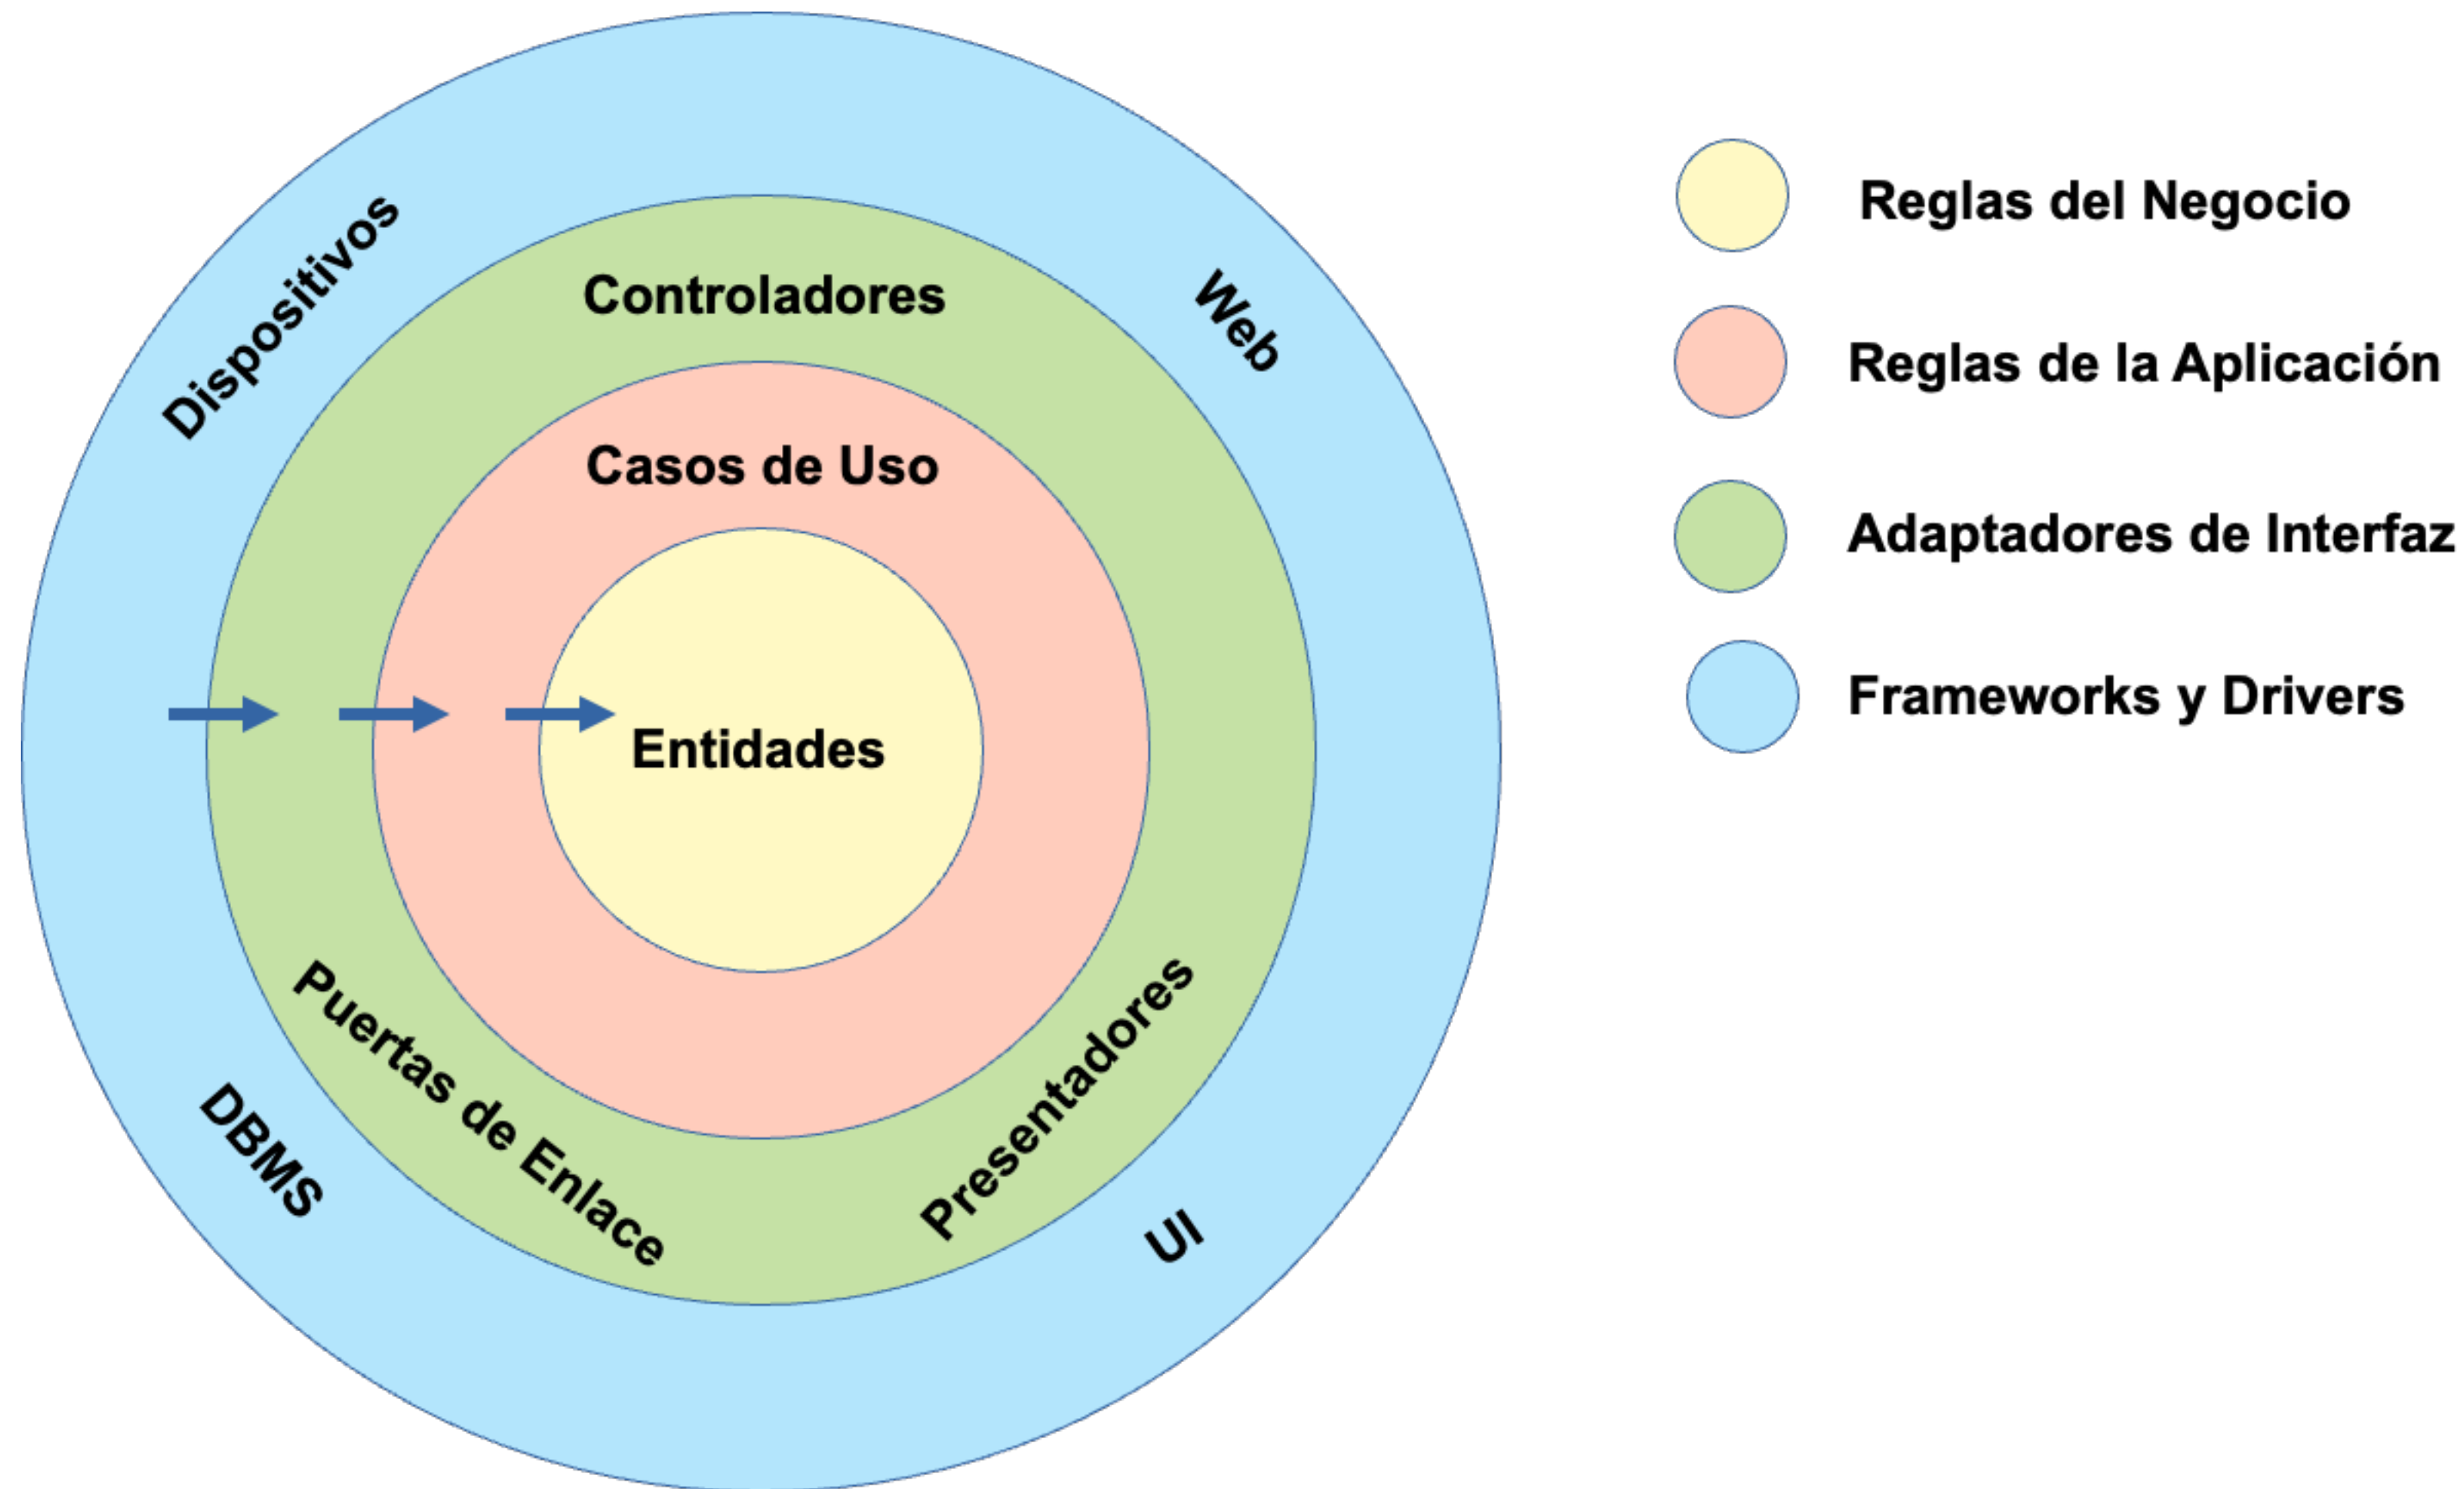 Dispositivos
Web
Controladores
Casos de Uso
Entidades
Puertas de Enlace
Presentadores
DBMS
UI
Reglas del Negocio
Reglas de la Aplicación
Adaptadores de Interfaz
Frameworks y Drivers